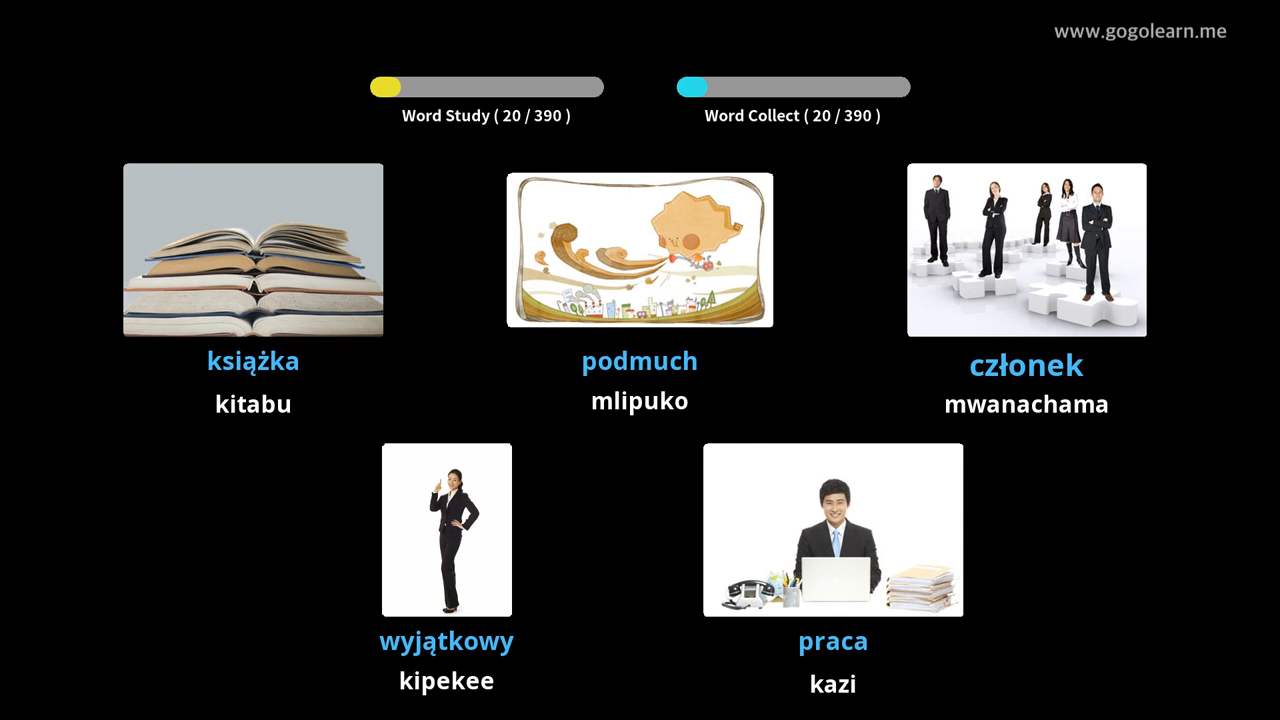 www.gogolearn.me
Word Study ( 20 / 390 )
Word Collect ( 20 / 390 )
książka
podmuch
członek
kitabu
mlipuko
mwanachama
wyjątkowy
praca
kipekee
kazi